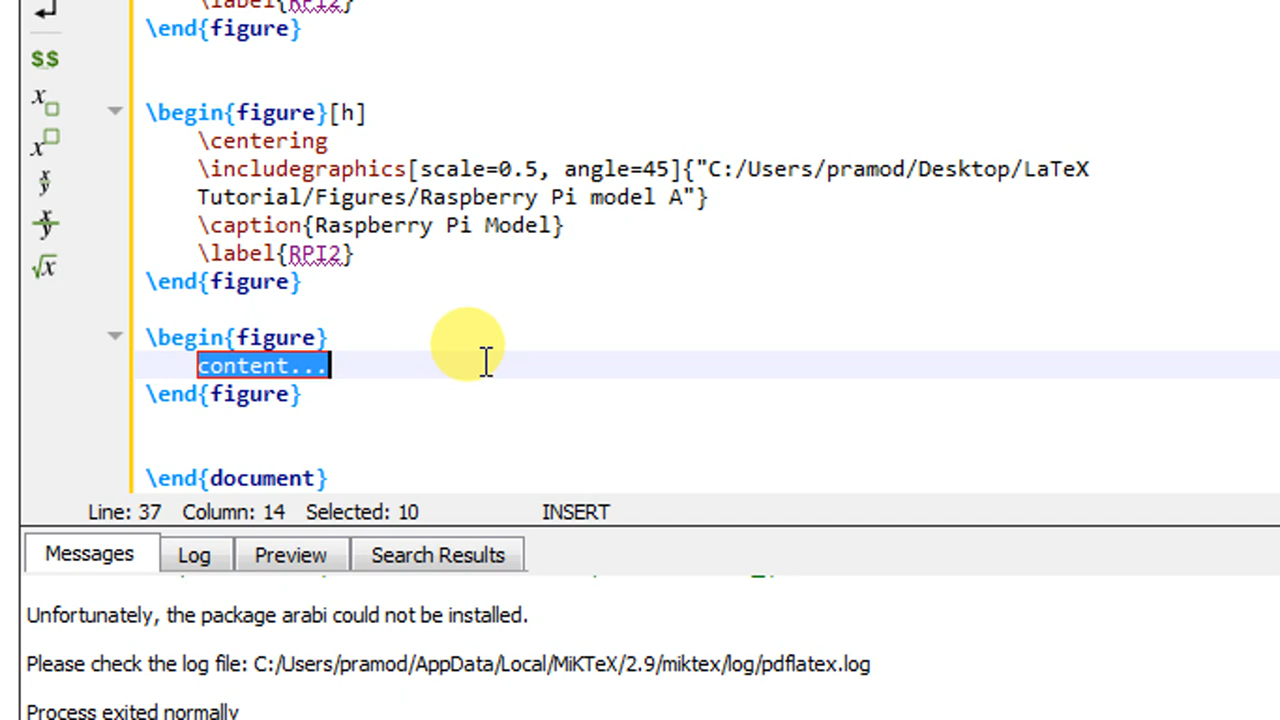 \label{RPI2}
\end{figure}
\begin{figure}[h]
\centering
\includegraphics[scale=0.5, angle=45]{"C:/Users/pramod/Desktop/LaTeX
Tutorial/Figures/Raspberry Pi model A"}
\caption{Raspberry Pi Model}
\label{RPI2}
\end{figure}
\begin{figure}
content...
\end{figure}
\end{document}
Line: 37 Column: 14 Selected: 10 INSERT
Messages Log Preview Search Results
Unfortunately, the package arabi could not be installed.
Please check the log file: C:/Users/pramod/AppData/Local/MiKTeX/2.9/miktex/log/pdflatex.log
Process exited normally